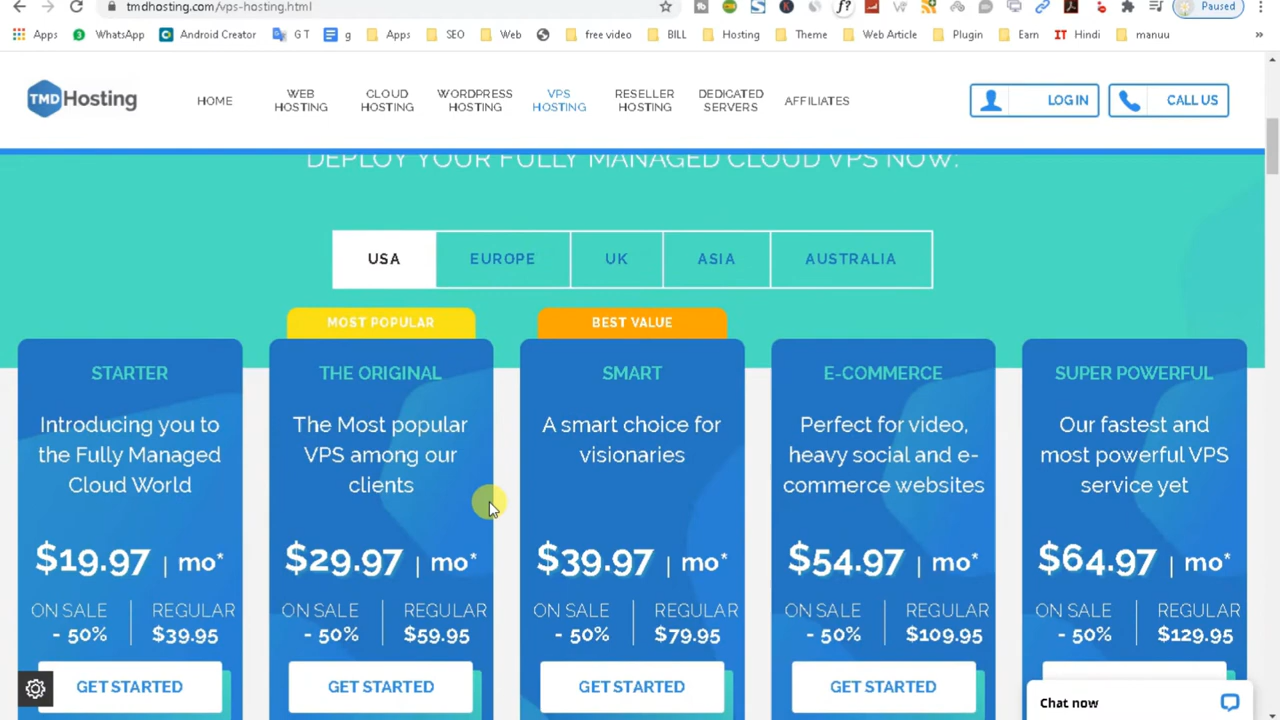 tmdhosting.com/vps-hosting.html
Paused
Apps
WhatsApp
Android Creator
G T
g
Apps
SEO
Web
free video
BILL
Hosting
Theme
Web Article
Plugin
Earn
IT
Hindi
manuu
»
TMDHosting
HOME
WEB
HOSTING
CLOUD
HOSTING
WORDPRESS
HOSTING
VPS
HOSTING
RESELLER
HOSTING
DEDICATED
SERVERS
AFFILIATES
LOG IN
CALL US
DEPLOY YOUR FULLY MANAGED CLOUD VPS NOW:
USA
EUROPE
UK
ASIA
AUSTRALIA
MOST POPULAR
BEST VALUE
STARTER
Introducing you to
the Fully Managed
Cloud World
$19.97 | mo*
ON SALE
- 50%
REGULAR
$39.95
GET STARTED
THE ORIGINAL
The Most popular
VPS among our
clients
$29.97 | mo*
ON SALE
- 50%
REGULAR
$59.95
GET STARTED
SMART
A smart choice for
visionaries
$39.97 | mo*
ON SALE
- 50%
REGULAR
$79.95
GET STARTED
E-COMMERCE
Perfect for video,
heavy social and e-
commerce websites
$54.97 | mo*
ON SALE
- 50%
REGULAR
$109.95
GET STARTED
SUPER POWERFUL
Our fastest and
most powerful VPS
service yet
$64.97 | mo*
ON SALE
- 50%
REGULAR
$129.95
Chat now